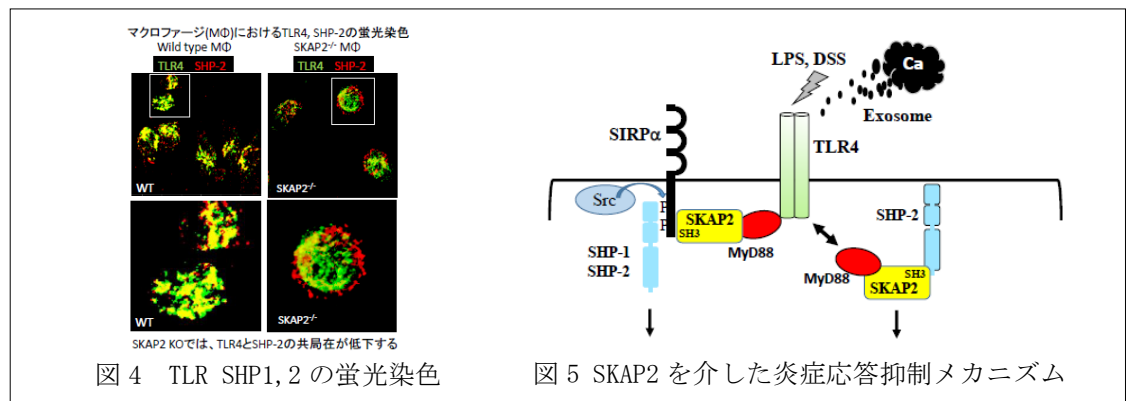 マクロファージ(MΦ)におけるTLR4, SHP-2の蛍光染色
Wild type MΦ
SKAP2-/- MΦ
TLR4 SHP-2
TLR4 SHP-2
WT
SKAP2-/-
WT
SKAP2-/-
SKAP2 KOでは、TLR4とSHP-2の共局在が低下する
図4 TLR SHP1,2の蛍光染色
LPS, DSS
Ca
Exosome
SIRPα
TLR4
Src
P
P
SKAP2
SH3
MyD88
SHP-1
SHP-2
SHP-2
MyD88
SH3
SKAP2
図5 SKAP2を介した炎症応答抑制メカニズム